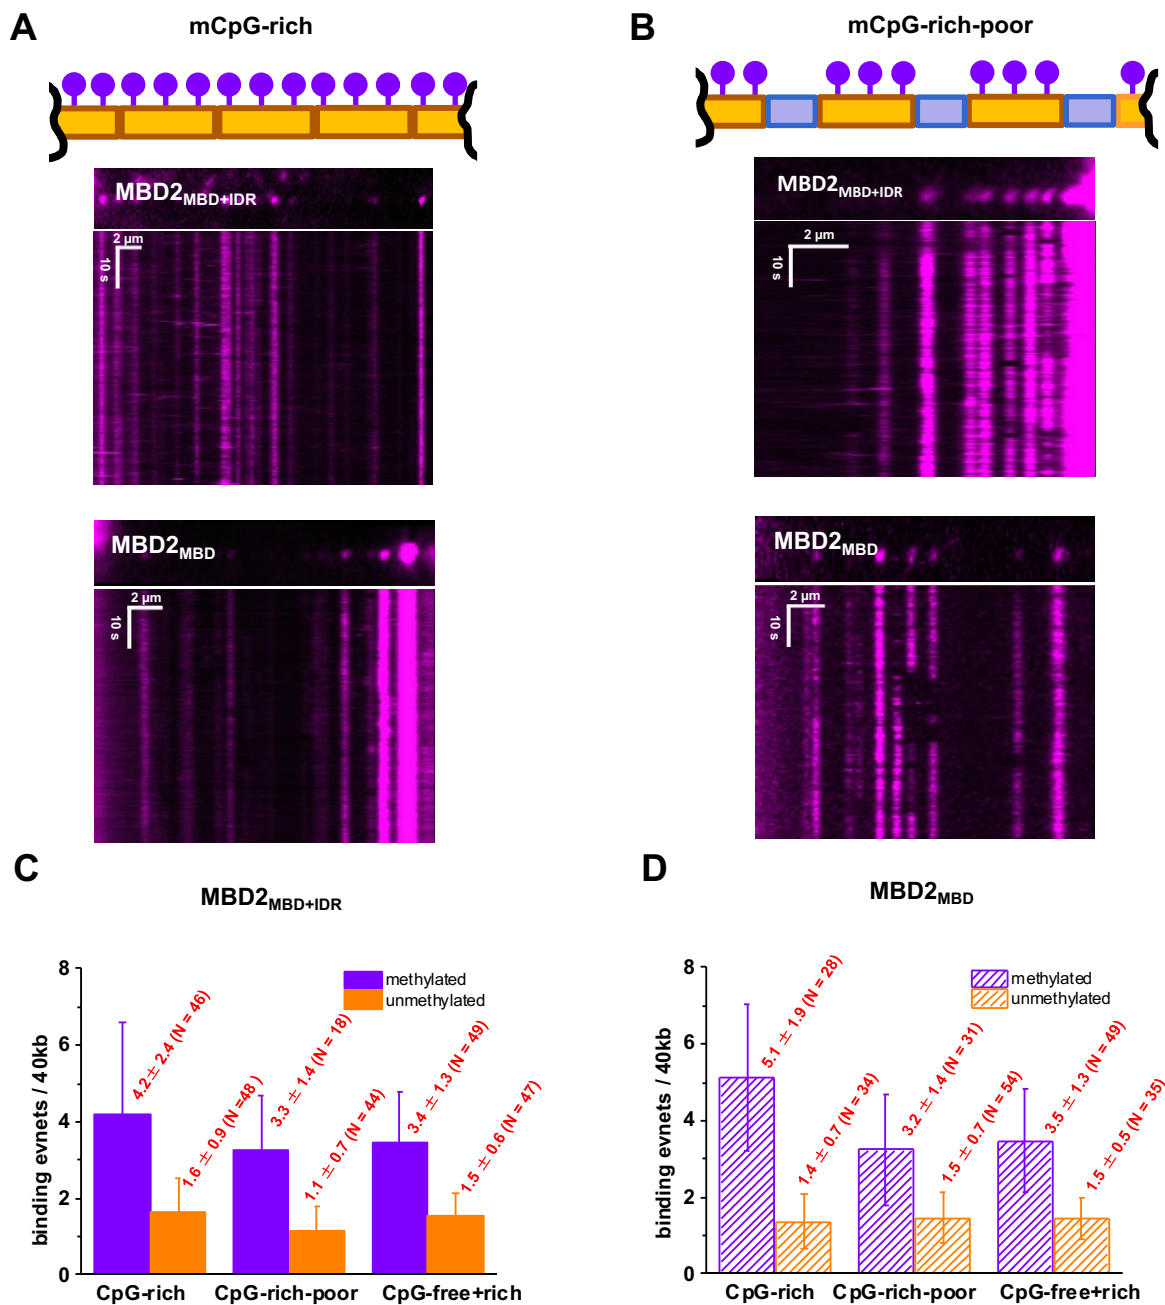 A
mCpG-rich
MBD2MBD+IDR
2 µm
10 s
MBD2MBD
2 µm
10 s
B
mCpG-rich-poor
MBD2MBD+IDR
2 µm
10 s
MBD2MBD
2 µm
10 s
C
MBD2MBD+IDR
binding evnets / 40kb
8
6
4
2
0
methylated
unmethylated
4.2 ± 2.4 (N = 46)
1.6 ± 0.9 (N =48 )
3.3 ± 1.4 (N = 18)
1.1 ± 0.7 (N = 44)
3.4 ± 1.3 (N = 49)
1.5 ± 0.6 (N = 47)
CpG-rich
CpG-rich-poor
CpG-free+rich
D
MBD2MBD
binding evnets / 40kb
8
6
4
2
0
methylated
unmethylated
5.1 ± 1.9 (N = 28)
1.4 ± 0.7 (N = 34)
3.2 ± 1.4 (N = 31)
1.5 ± 0.7 (N = 54)
3.5 ± 1.3 (N = 49)
1.5 ± 0.5 (N = 35)
CpG-rich
CpG-rich-poor
CpG-free+rich